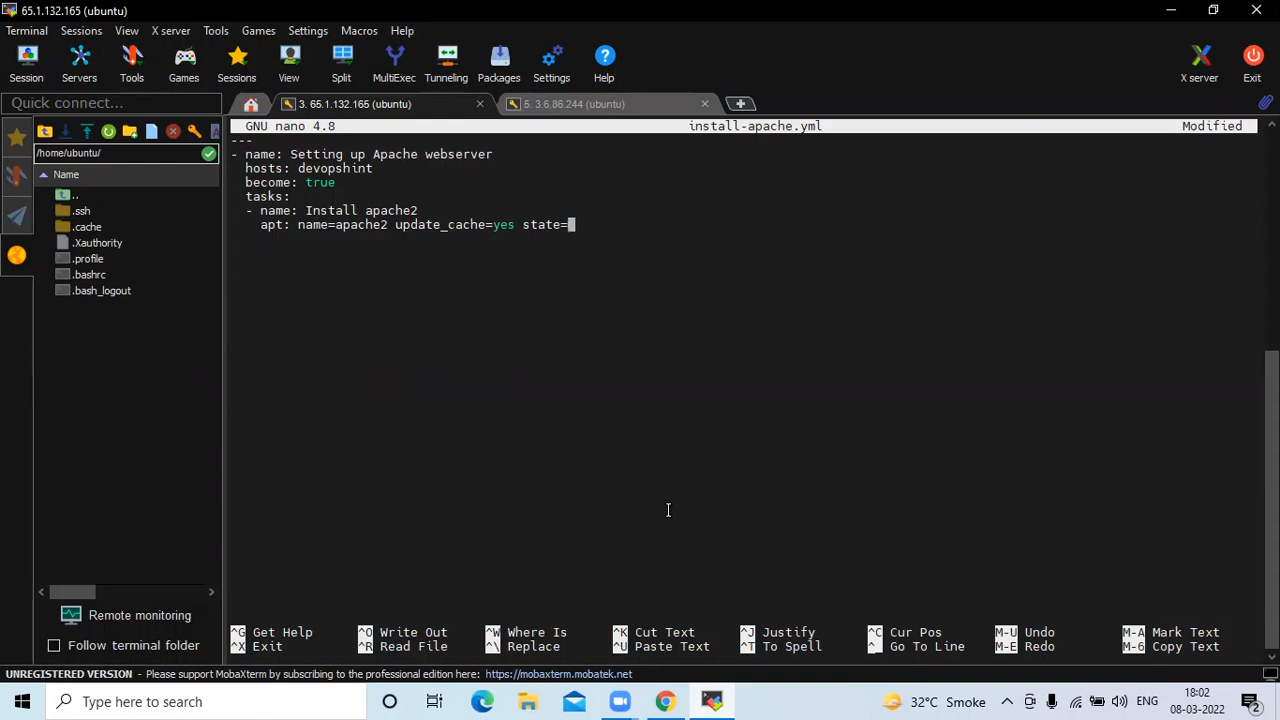 65.1.132.165 (ubuntu)
Terminal Sessions View X server Tools Games Settings Macros Help
Session Servers Tools Games Sessions View Split MultiExec Tunneling Packages Settings Help X server Exit
Quick connect...
3. 65.1.132.165 (ubuntu)
5. 3.6.86.244 (ubuntu)
/home/ubuntu/
Name
..
.ssh
.cache
.Xauthority
.profile
.bashrc
.bash_logout
Remote monitoring
Follow terminal folder
GNU nano 4.8 install-apache.yml Modified
---
- name: Setting up Apache webserver
hosts: devopshint
become: true
tasks:
- name: Install apache2
apt: name=apache2 update_cache=yes state=
^G Get Help ^O Write Out ^W Where Is ^K Cut Text ^J Justify ^C Cur Pos M-U Undo M-A Mark Text
^X Exit ^R Read File ^\ Replace ^U Paste Text ^T To Spell ^_ Go To Line M-E Redo M-6 Copy Text
UNREGISTERED VERSION - Please support MobaXterm by subscribing to the professional edition here: https://mobaxterm.mobatek.net
Type here to search
32°C Smoke
ENG
18:02
08-03-2022
2